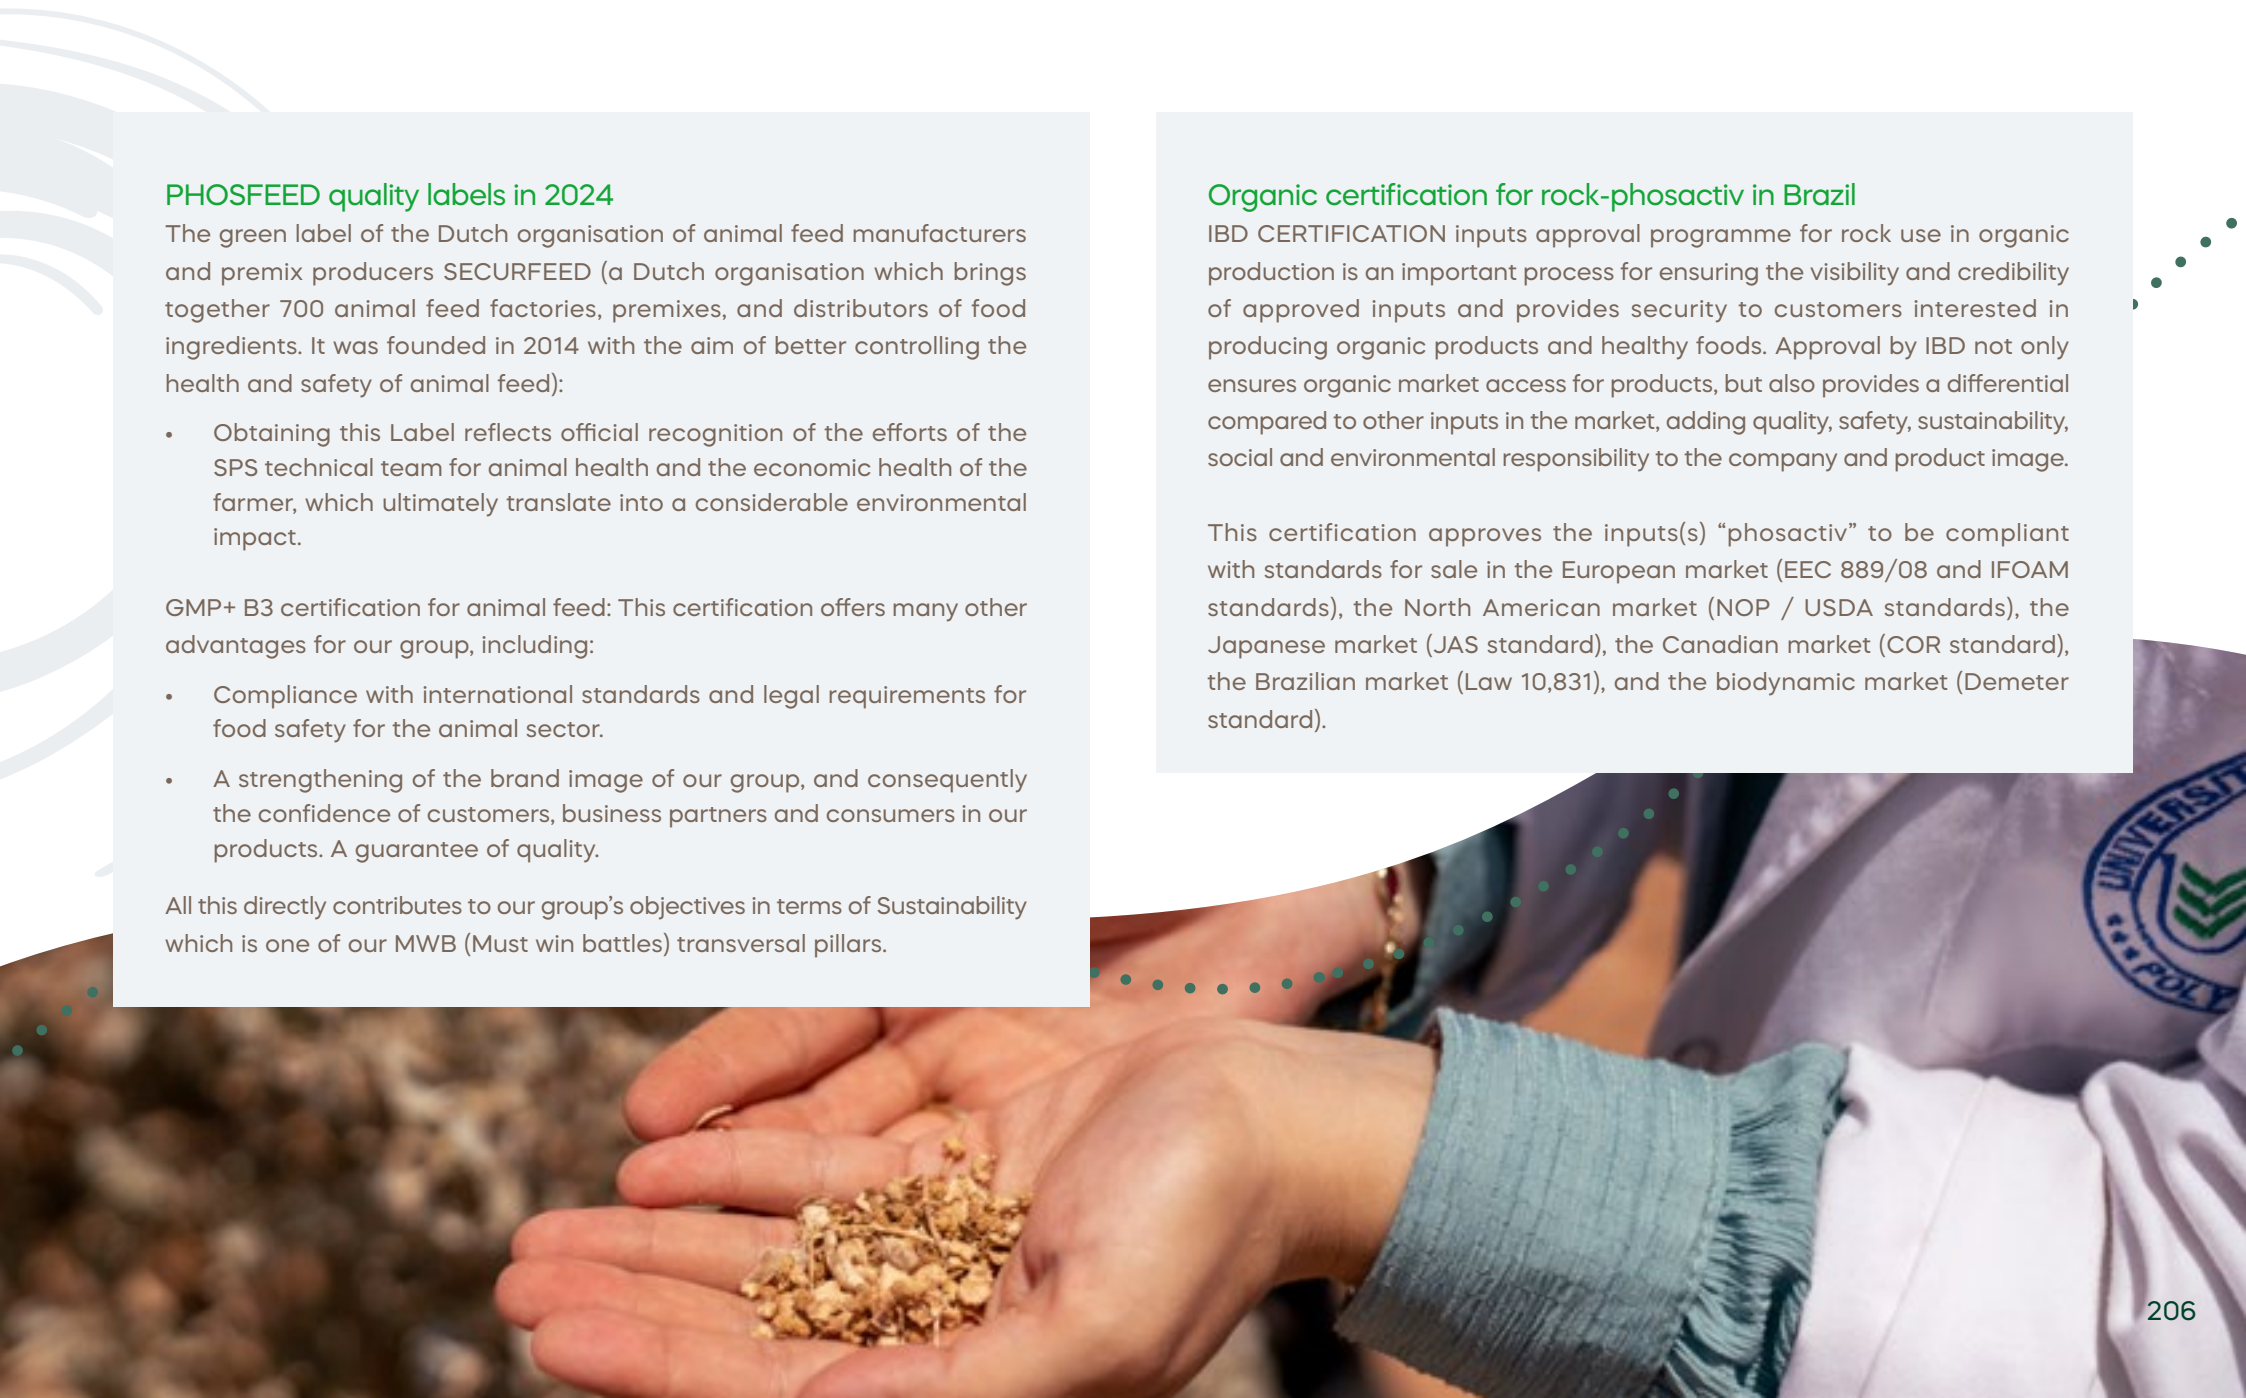 PHOSFEED quality labels in 2024
The green label of the Dutch organisation of animal feed manufacturers
and premix producers SECURFEED (a Dutch organisation which brings
together 700 animal feed factories, premixes, and distributors of food
ingredients. It was founded in 2014 with the aim of better controlling the
health and safety of animal feed):
• Obtaining this Label reflects official recognition of the efforts of the
SPS technical team for animal health and the economic health of the
farmer, which ultimately translate into a considerable environmental
impact.
GMP+ B3 certification for animal feed: This certification offers many other
advantages for our group, including:
• Compliance with international standards and legal requirements for
food safety for the animal sector.
• A strengthening of the brand image of our group, and consequently
the confidence of customers, business partners and consumers in our
products. A guarantee of quality.
All this directly contributes to our group's objectives in terms of Sustainability
which is one of our MWB (Must win battles) transversal pillars.
Organic certification for rock-phosactiv in Brazil
IBD CERTIFICATION inputs approval programme for rock use in organic
production is an important process for ensuring the visibility and credibility
of approved inputs and provides security to customers interested in
producing organic products and healthy foods. Approval by IBD not only
ensures organic market access for products, but also provides a differential
compared to other inputs in the market, adding quality, safety, sustainability,
social and environmental responsibility to the company and product image.
This certification approves the inputs(s) “phosactiv” to be compliant
with standards for sale in the European market (EEC 889/08 and IFOAM
standards), the North American market (NOP / USDA standards), the
Japanese market (JAS standard), the Canadian market (COR standard),
the Brazilian market (Law 10,831), and the biodynamic market (Demeter
standard).
UNIVERSIT
POLY
206